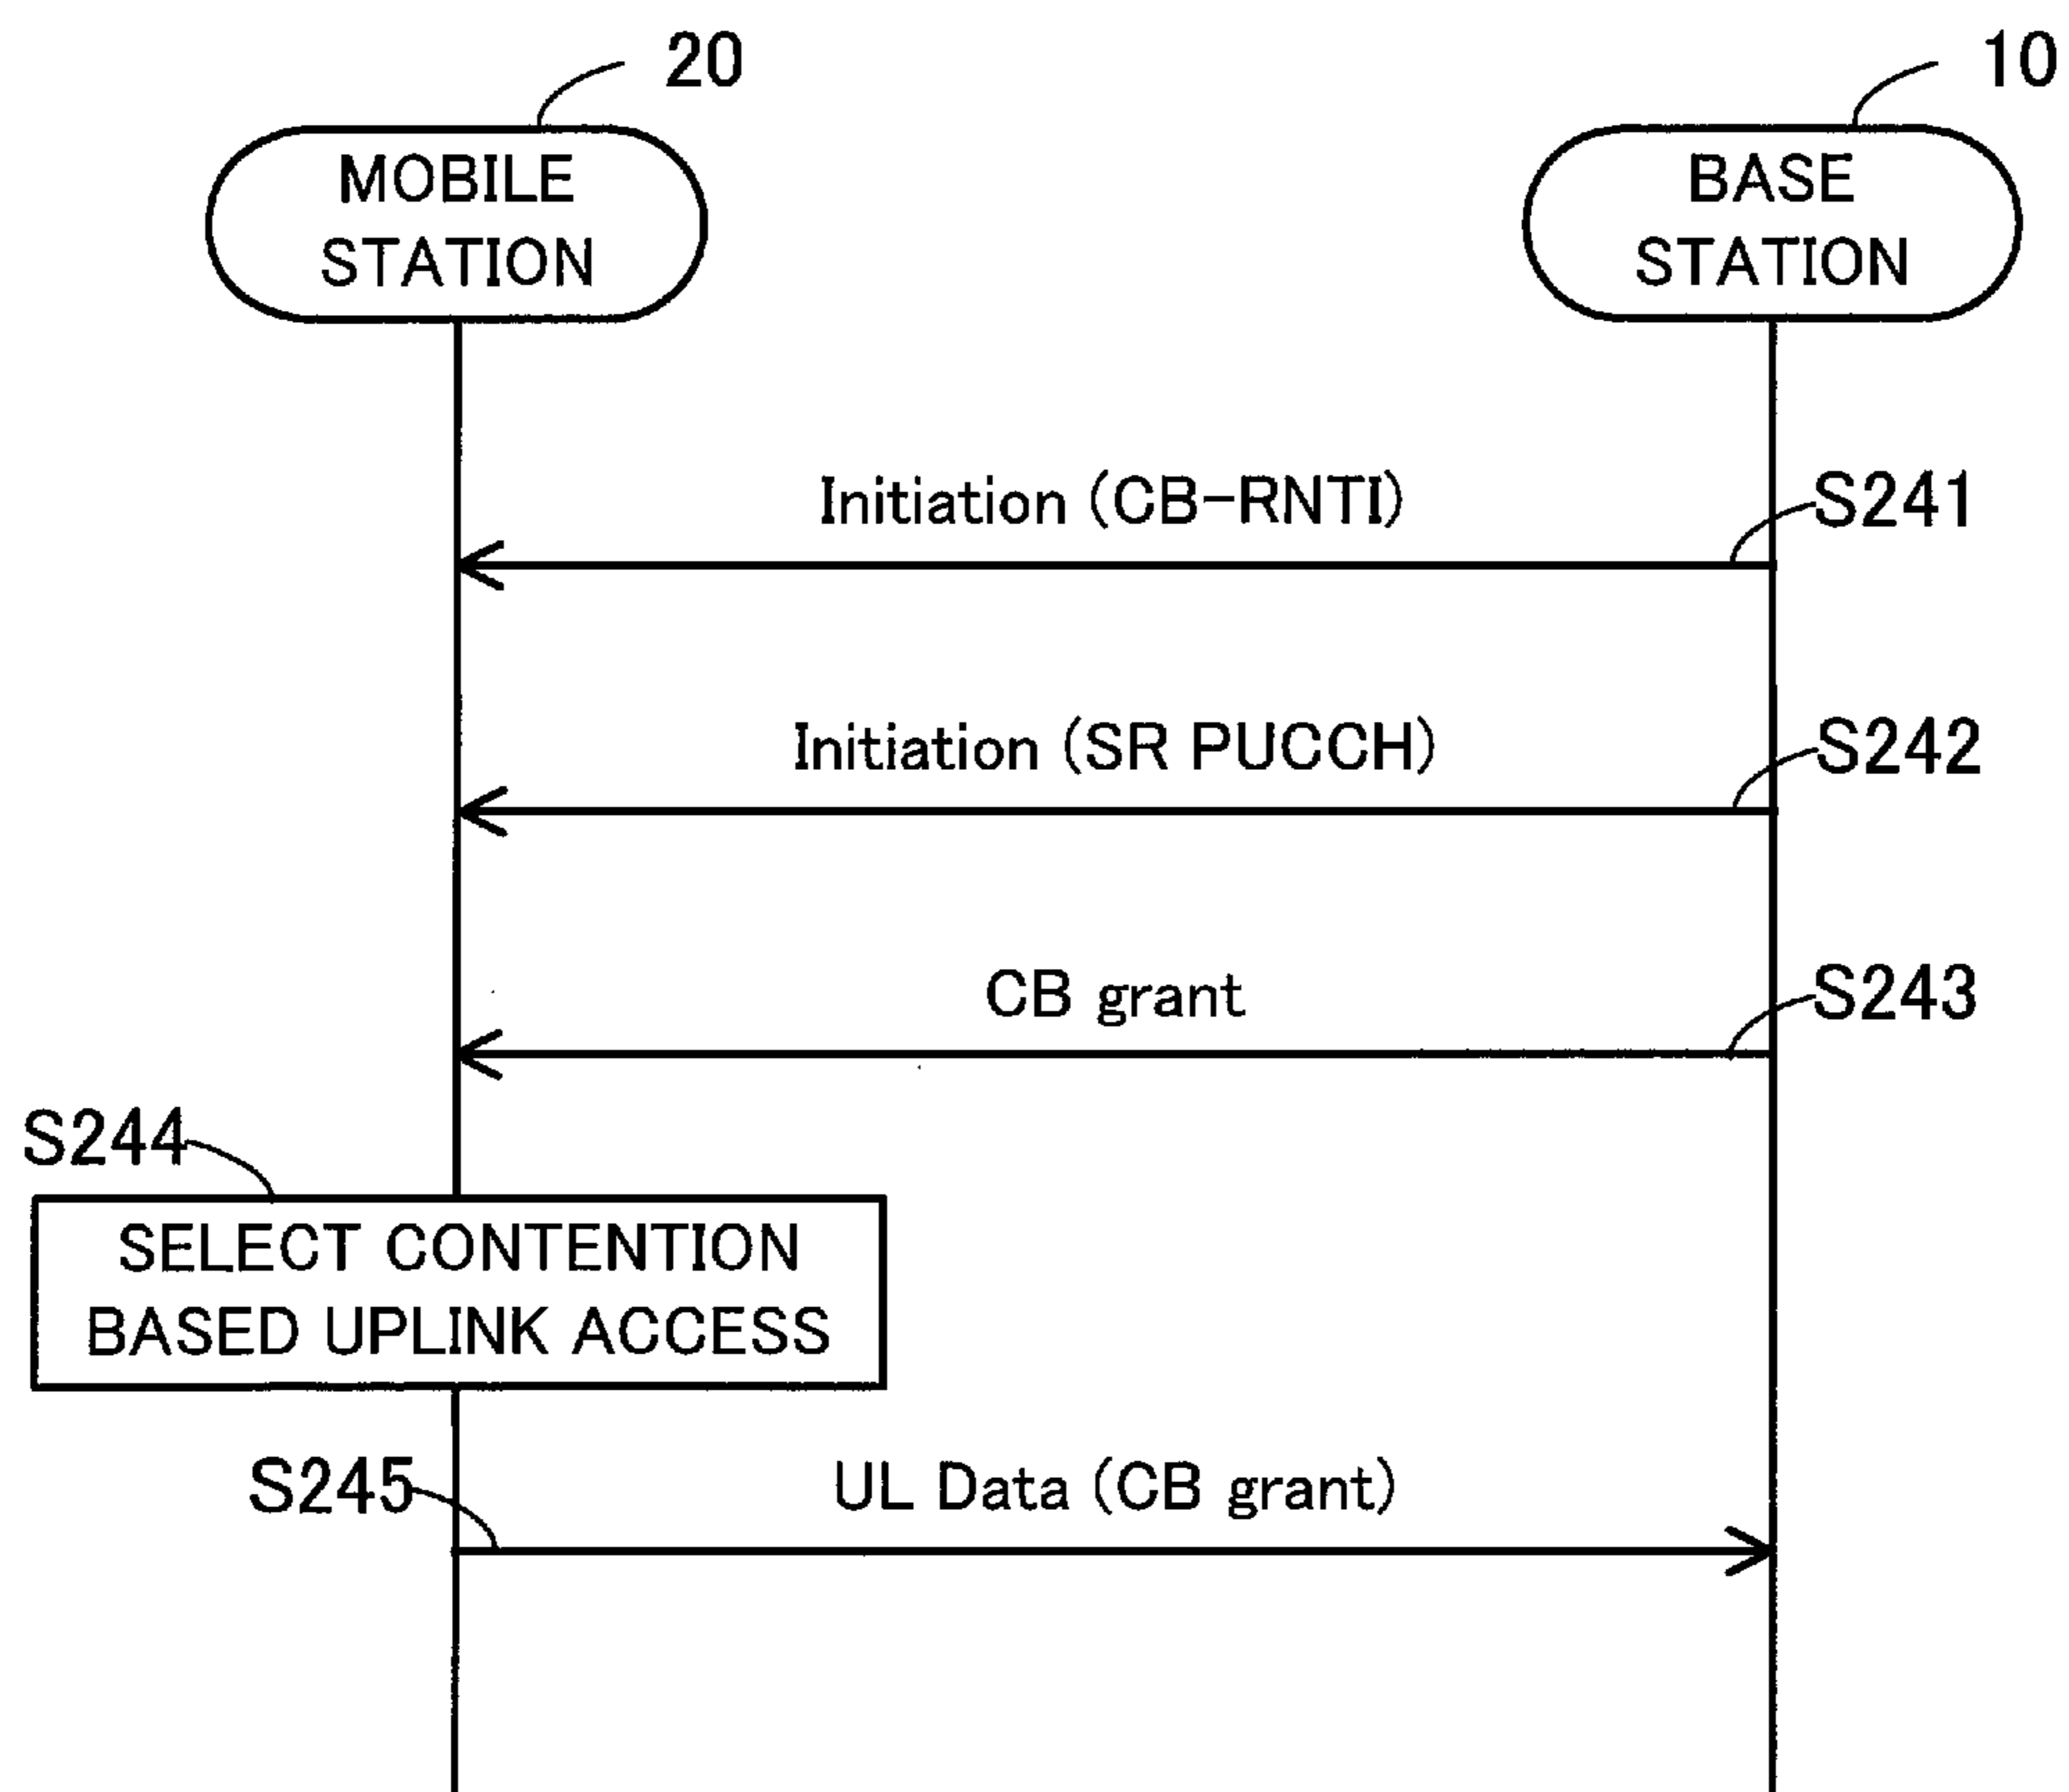 20
10
MOBILE
STATION
BASE
STATION
Initiation (CB-RNTI)
S241
Initiation (SR PUCCH)
S242
CB grant
S243
S244
SELECT CONTENTION
BASED UPLINK ACCESS
S245
UL Data (CB grant)